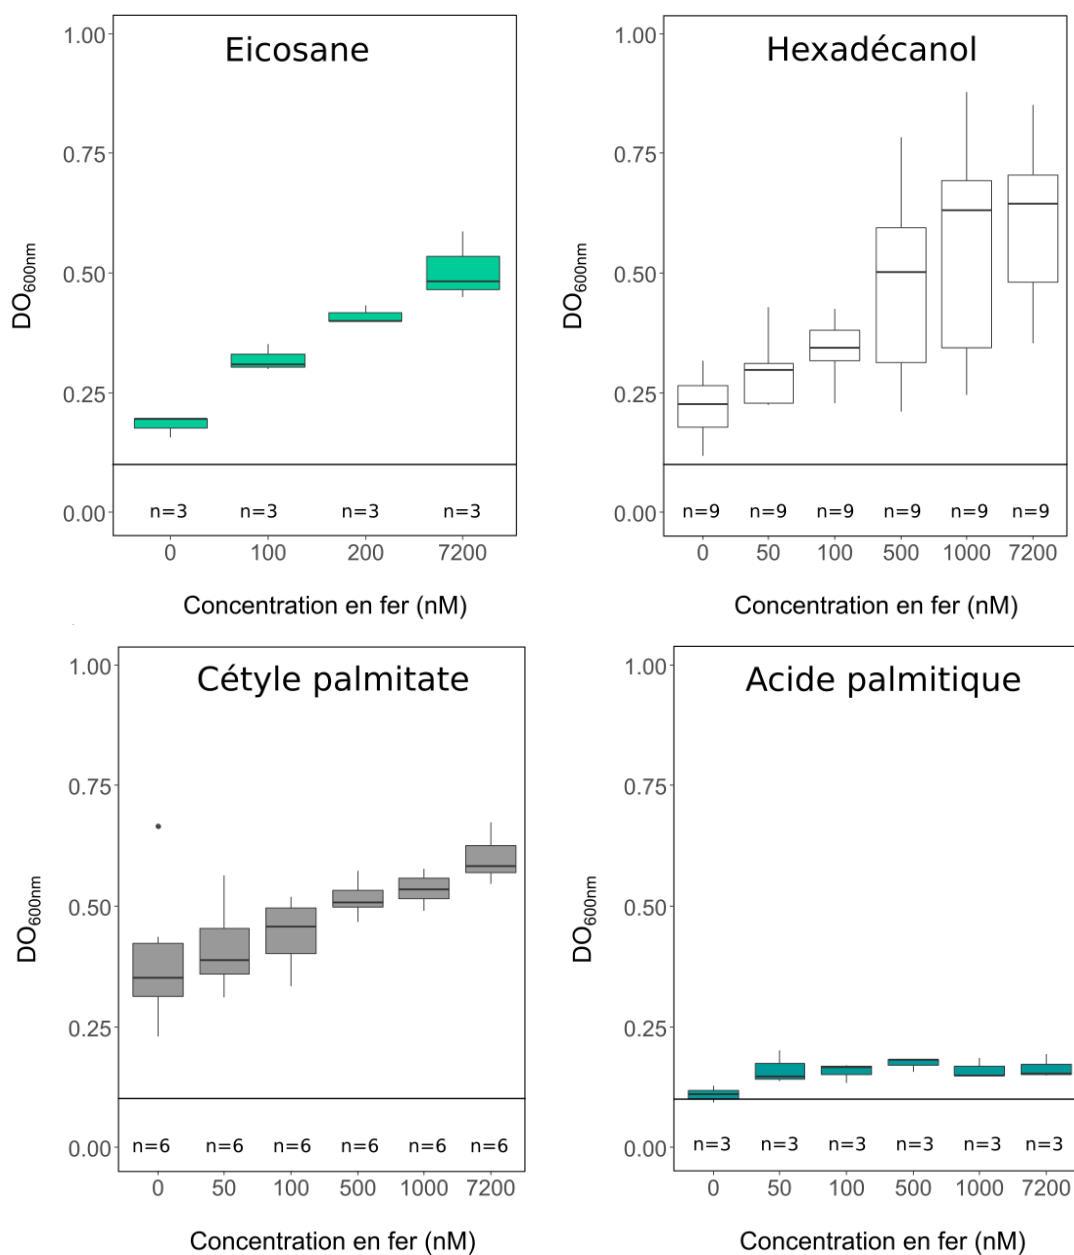 Eicosane
1.00
0.75
0.50
0.25
0.00
DO600nm
n=3 n=3 n=3 n=3
0 100 200 7200
Concentration en fer (nM)
Hexadécanol
1.00
0.75
0.50
0.25
0.00
DO600nm
n=9 n=9 n=9 n=9 n=9 n=9
0 50 100 500 1000 7200
Concentration en fer (nM)
Cétyle palmitate
1.00
0.75
0.50
0.25
0.00
DO600nm
n=6 n=6 n=6 n=6 n=6 n=6
0 50 100 500 1000 7200
Concentration en fer (nM)
Acide palmitique
1.00
0.75
0.50
0.25
0.00
DO600nm
n=3 n=3 n=3 n=3 n=3 n=3
0 50 100 500 1000 7200
Concentration en fer (nM)